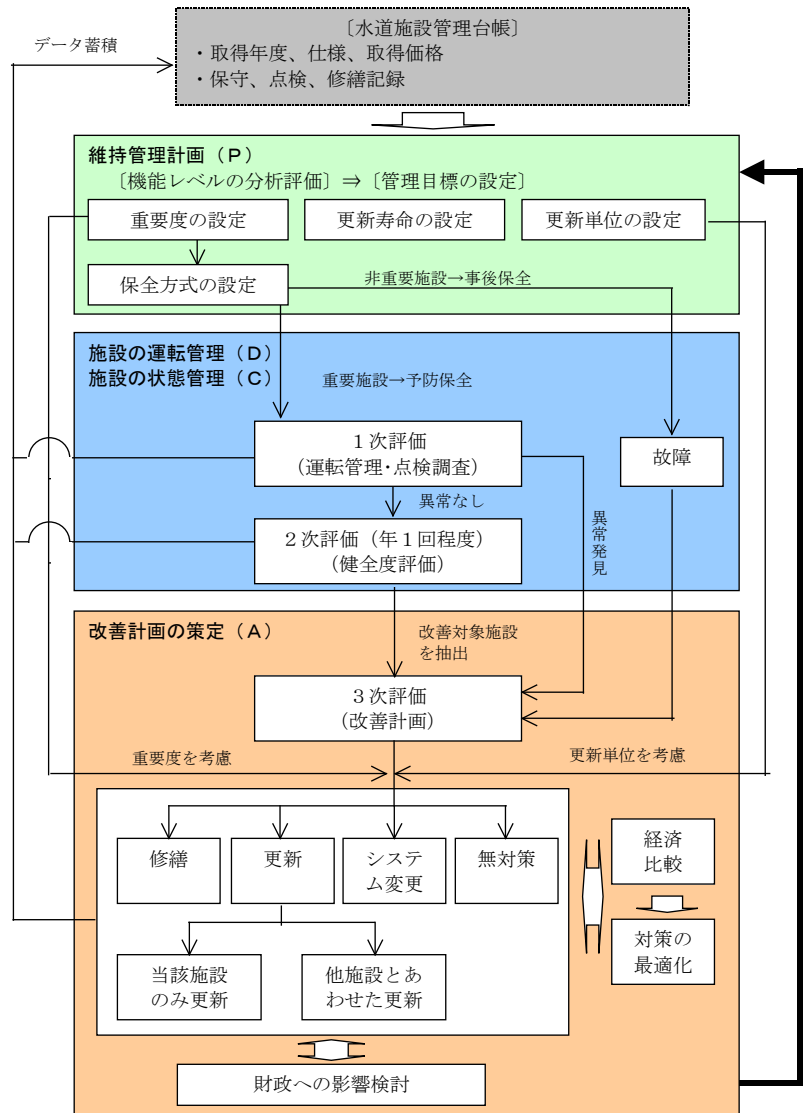 データ蓄積
〔水道施設管理台帳〕
・取得年度、仕様、取得価格
・保守、点検、修繕記録
維持管理計画（Ｐ）
〔機能レベルの分析評価〕⇒〔管理目標の設定〕
重要度の設定
更新寿命の設定
更新単位の設定
保全方式の設定
非重要施設→事後保全
施設の運転管理（Ｄ）
施設の状態管理（Ｃ）
重要施設→予防保全
１次評価
（運転管理･点検調査）
故障
異常なし
異常発見
２次評価（年１回程度）
（健全度評価）
改善計画の策定（Ａ）
改善対象施設
を抽出
３次評価
（改善計画）
重要度を考慮
更新単位を考慮
修繕
更新
システ
ム変更
無対策
経済
比較
当該施設
のみ更新
他施設とあ
わせた更新
対策の
最適化
財政への影響検討